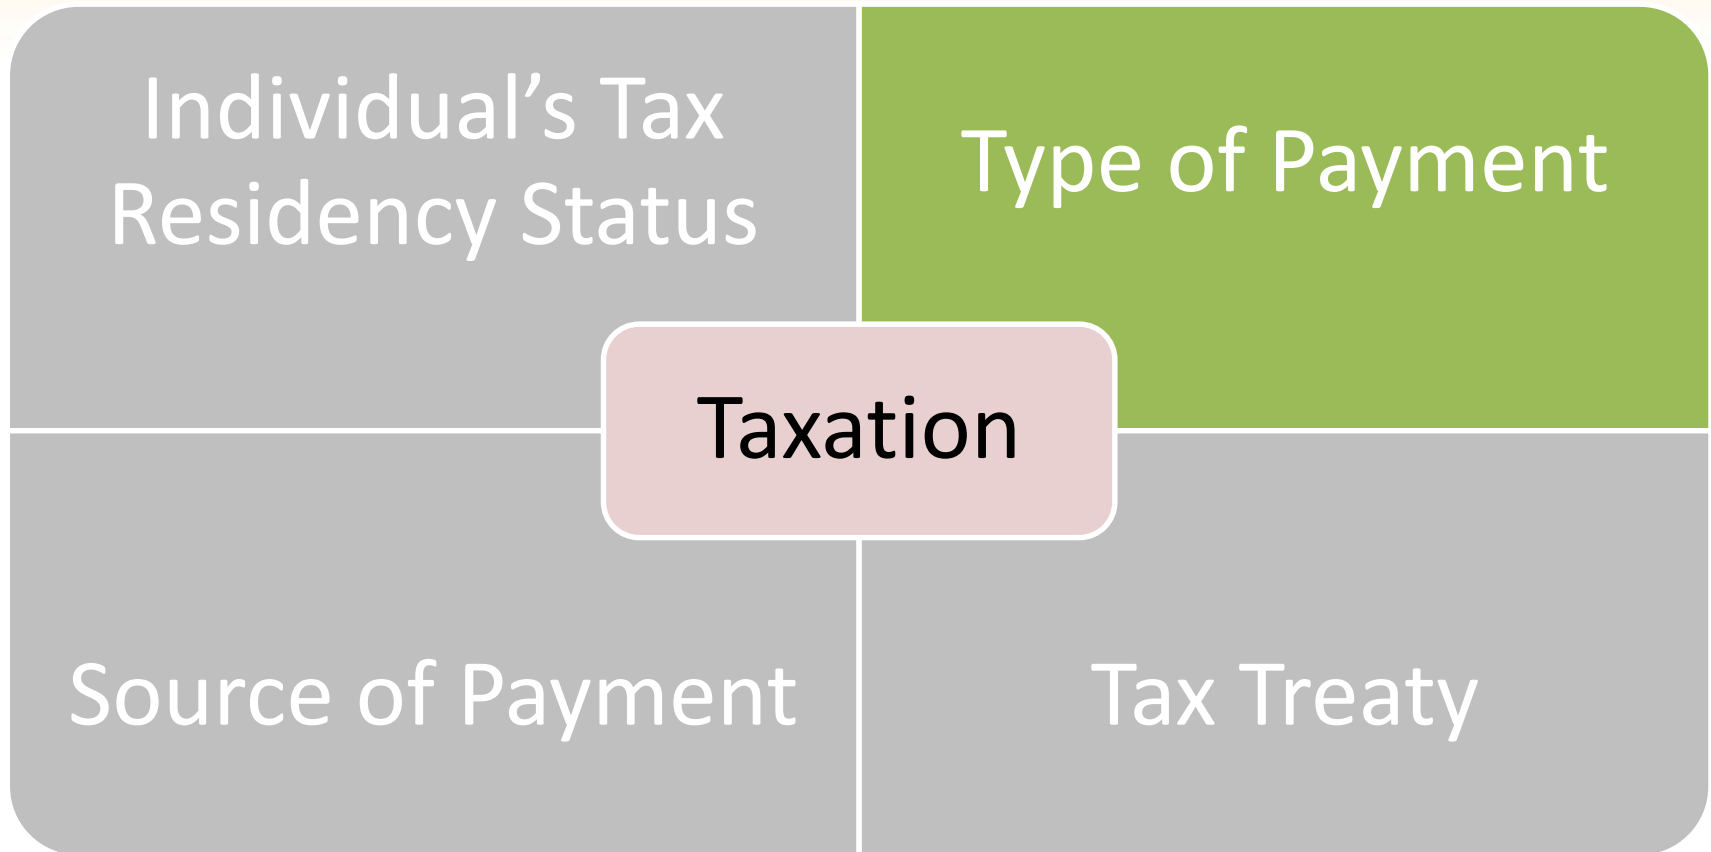 Individual’s Tax
Residency Status
Type of Payment
Taxation
Source of Payment
Tax Treaty